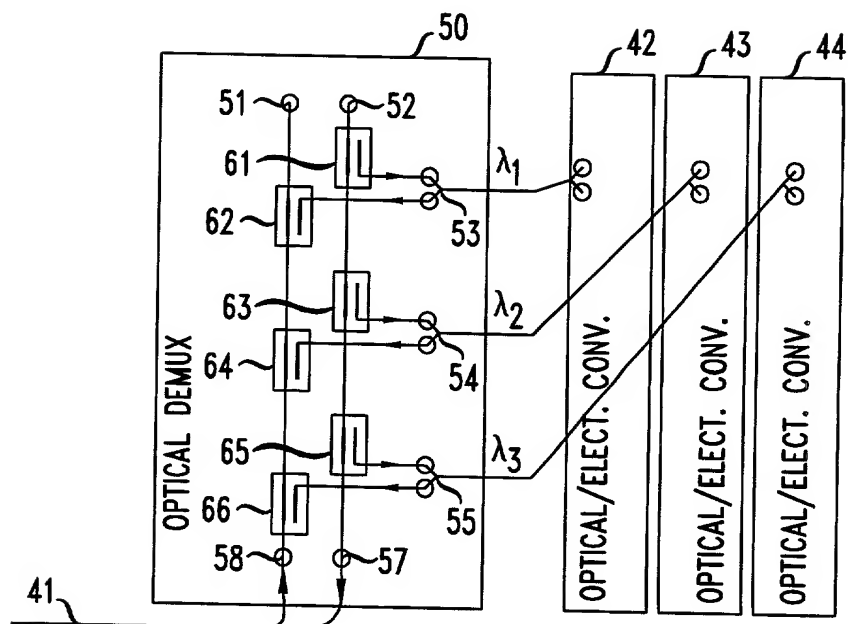 50
42
43
44
51
52
61
λ1
53
62
63
λ2
54
64
65
λ3
55
66
58
57
41
OPTICAL DEMUX
OPTICAL/ELECT. CONV.
OPTICAL/ELECT. CONV.
OPTICAL/ELECT. CONV.